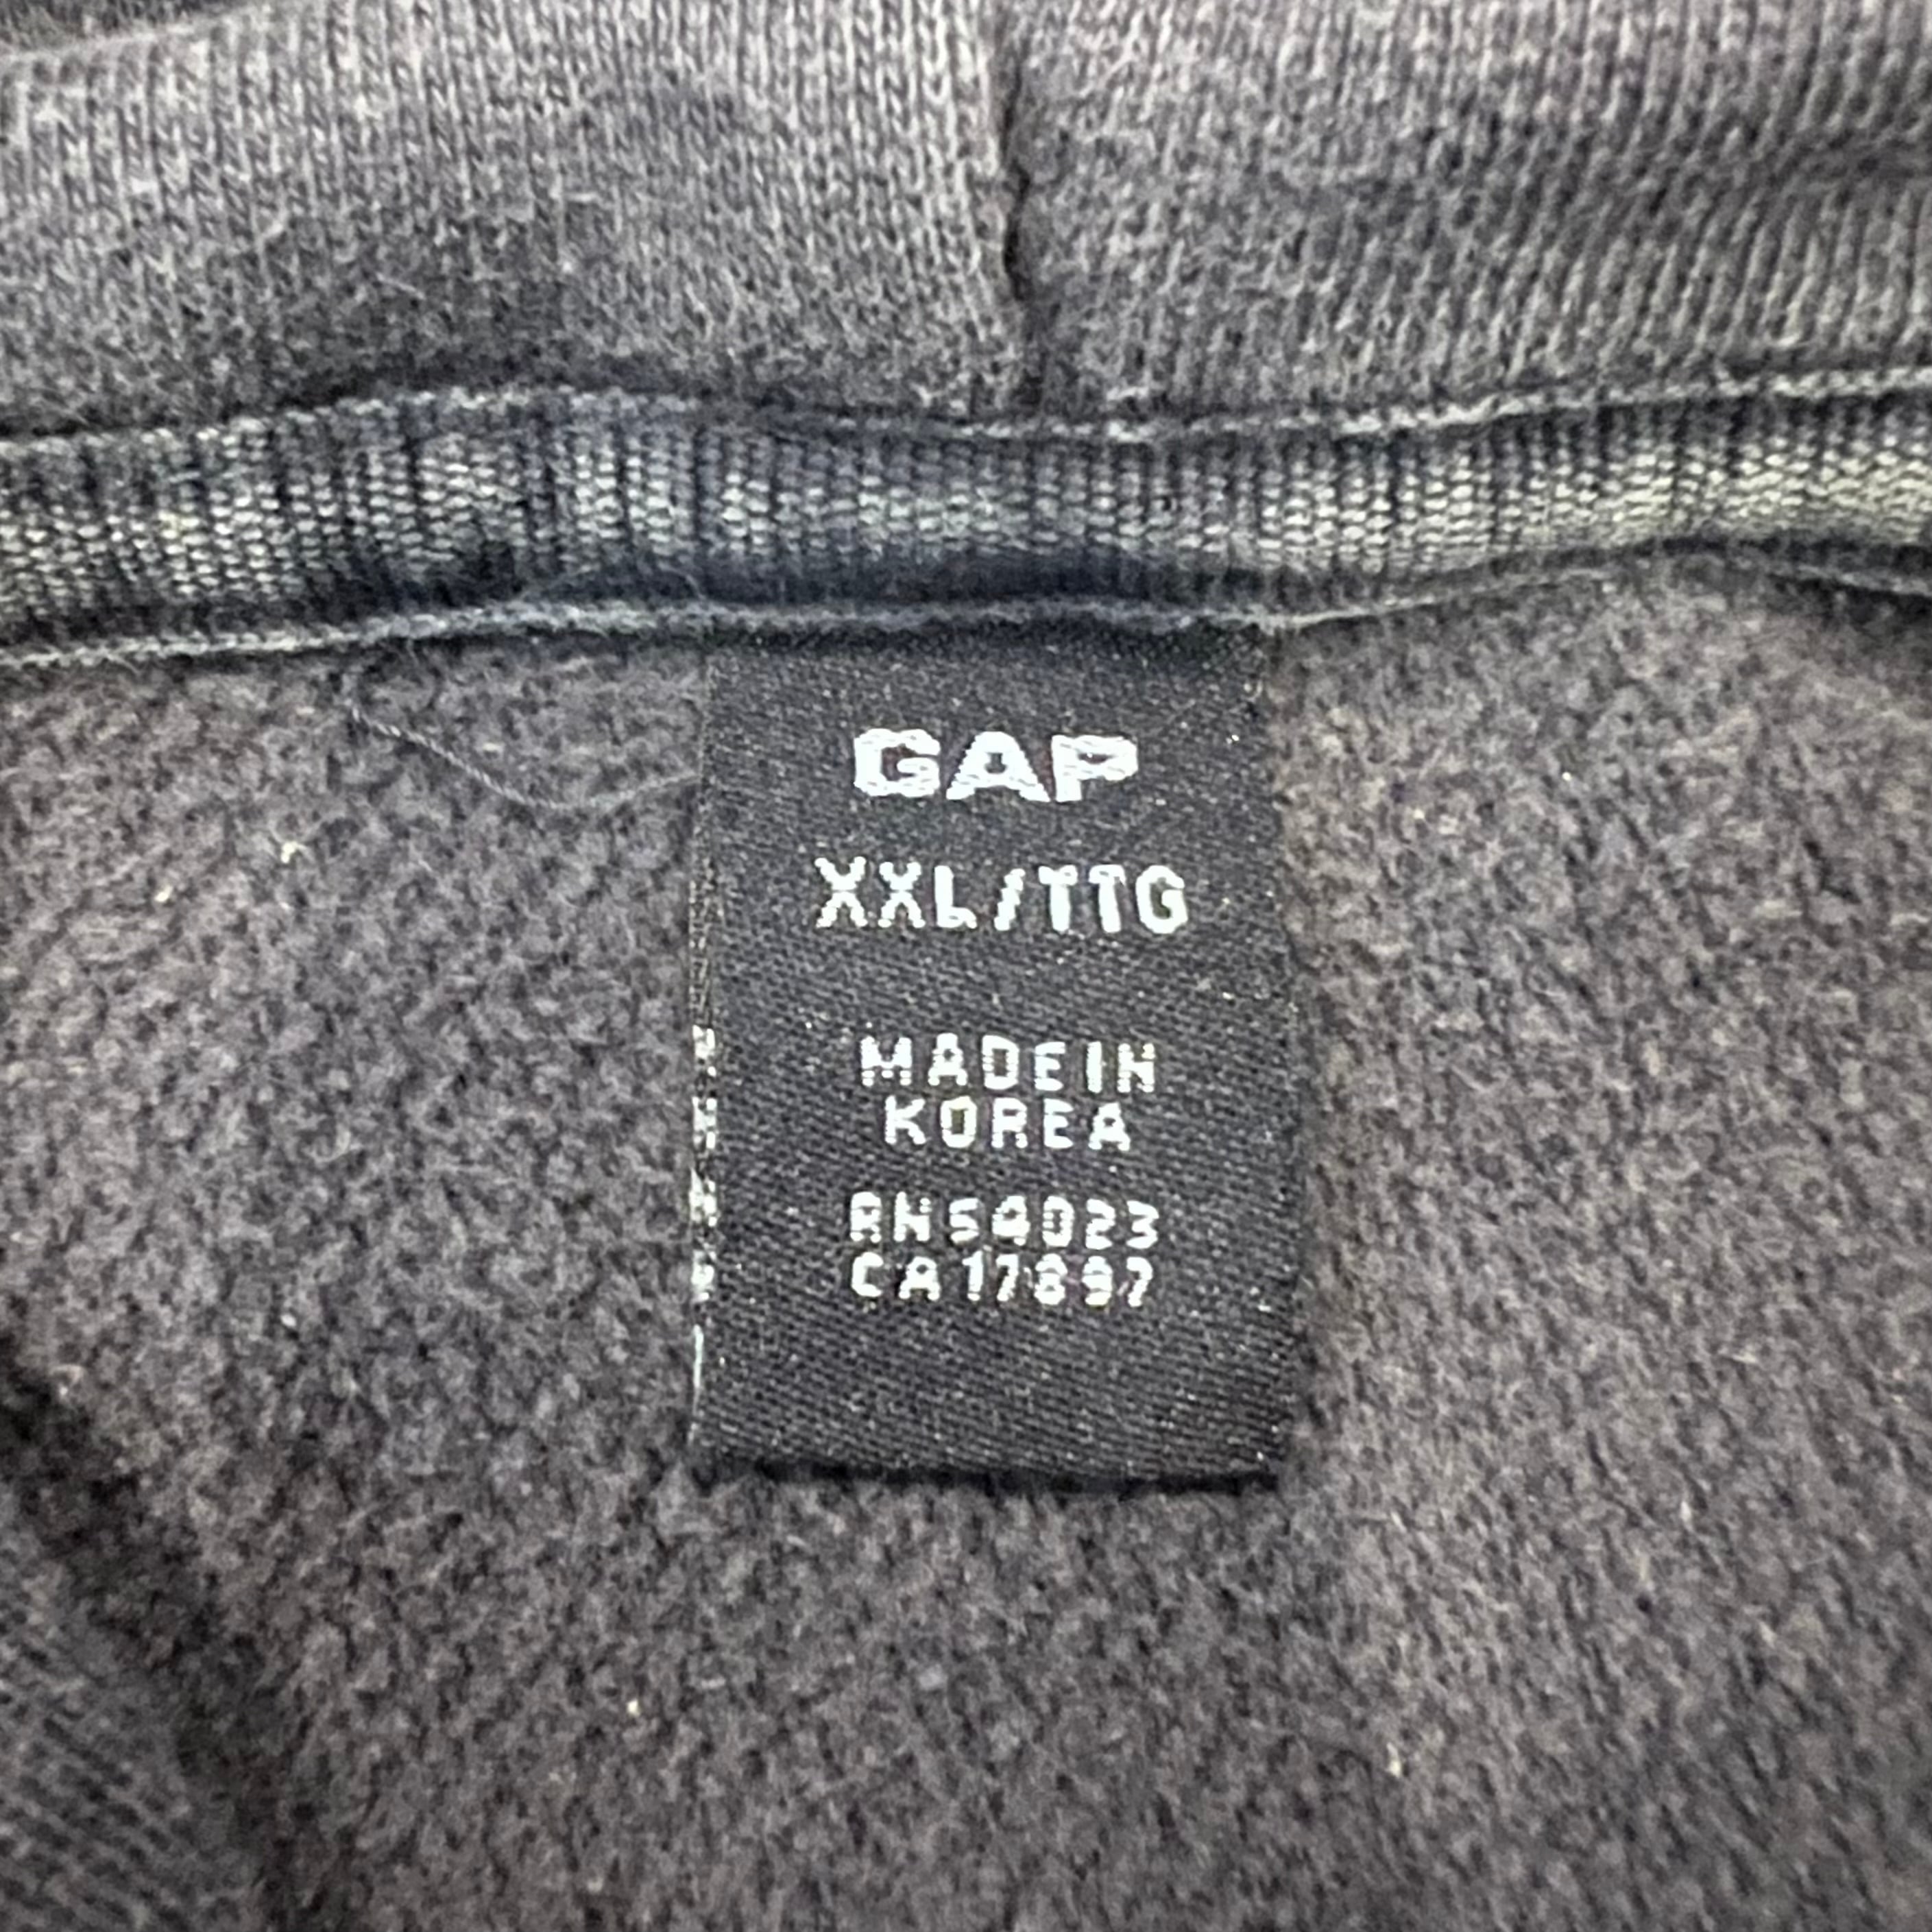 GAP
XXL/TTG
MADE IN
KOREA
RN54023
CA17897